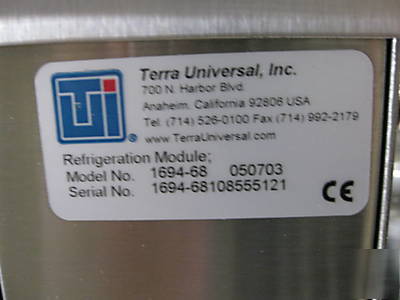 Terra Universal, Inc.
700 N. Harbor Blvd.
Anaheim, California 92806 USA
Tel. (714) 526-0100 Fax (714) 992-2179
www.TerraUniversal.com
Refrigeration Module;
Model No. 1694-68 050703
Serial No. 1694-68108555121
CE